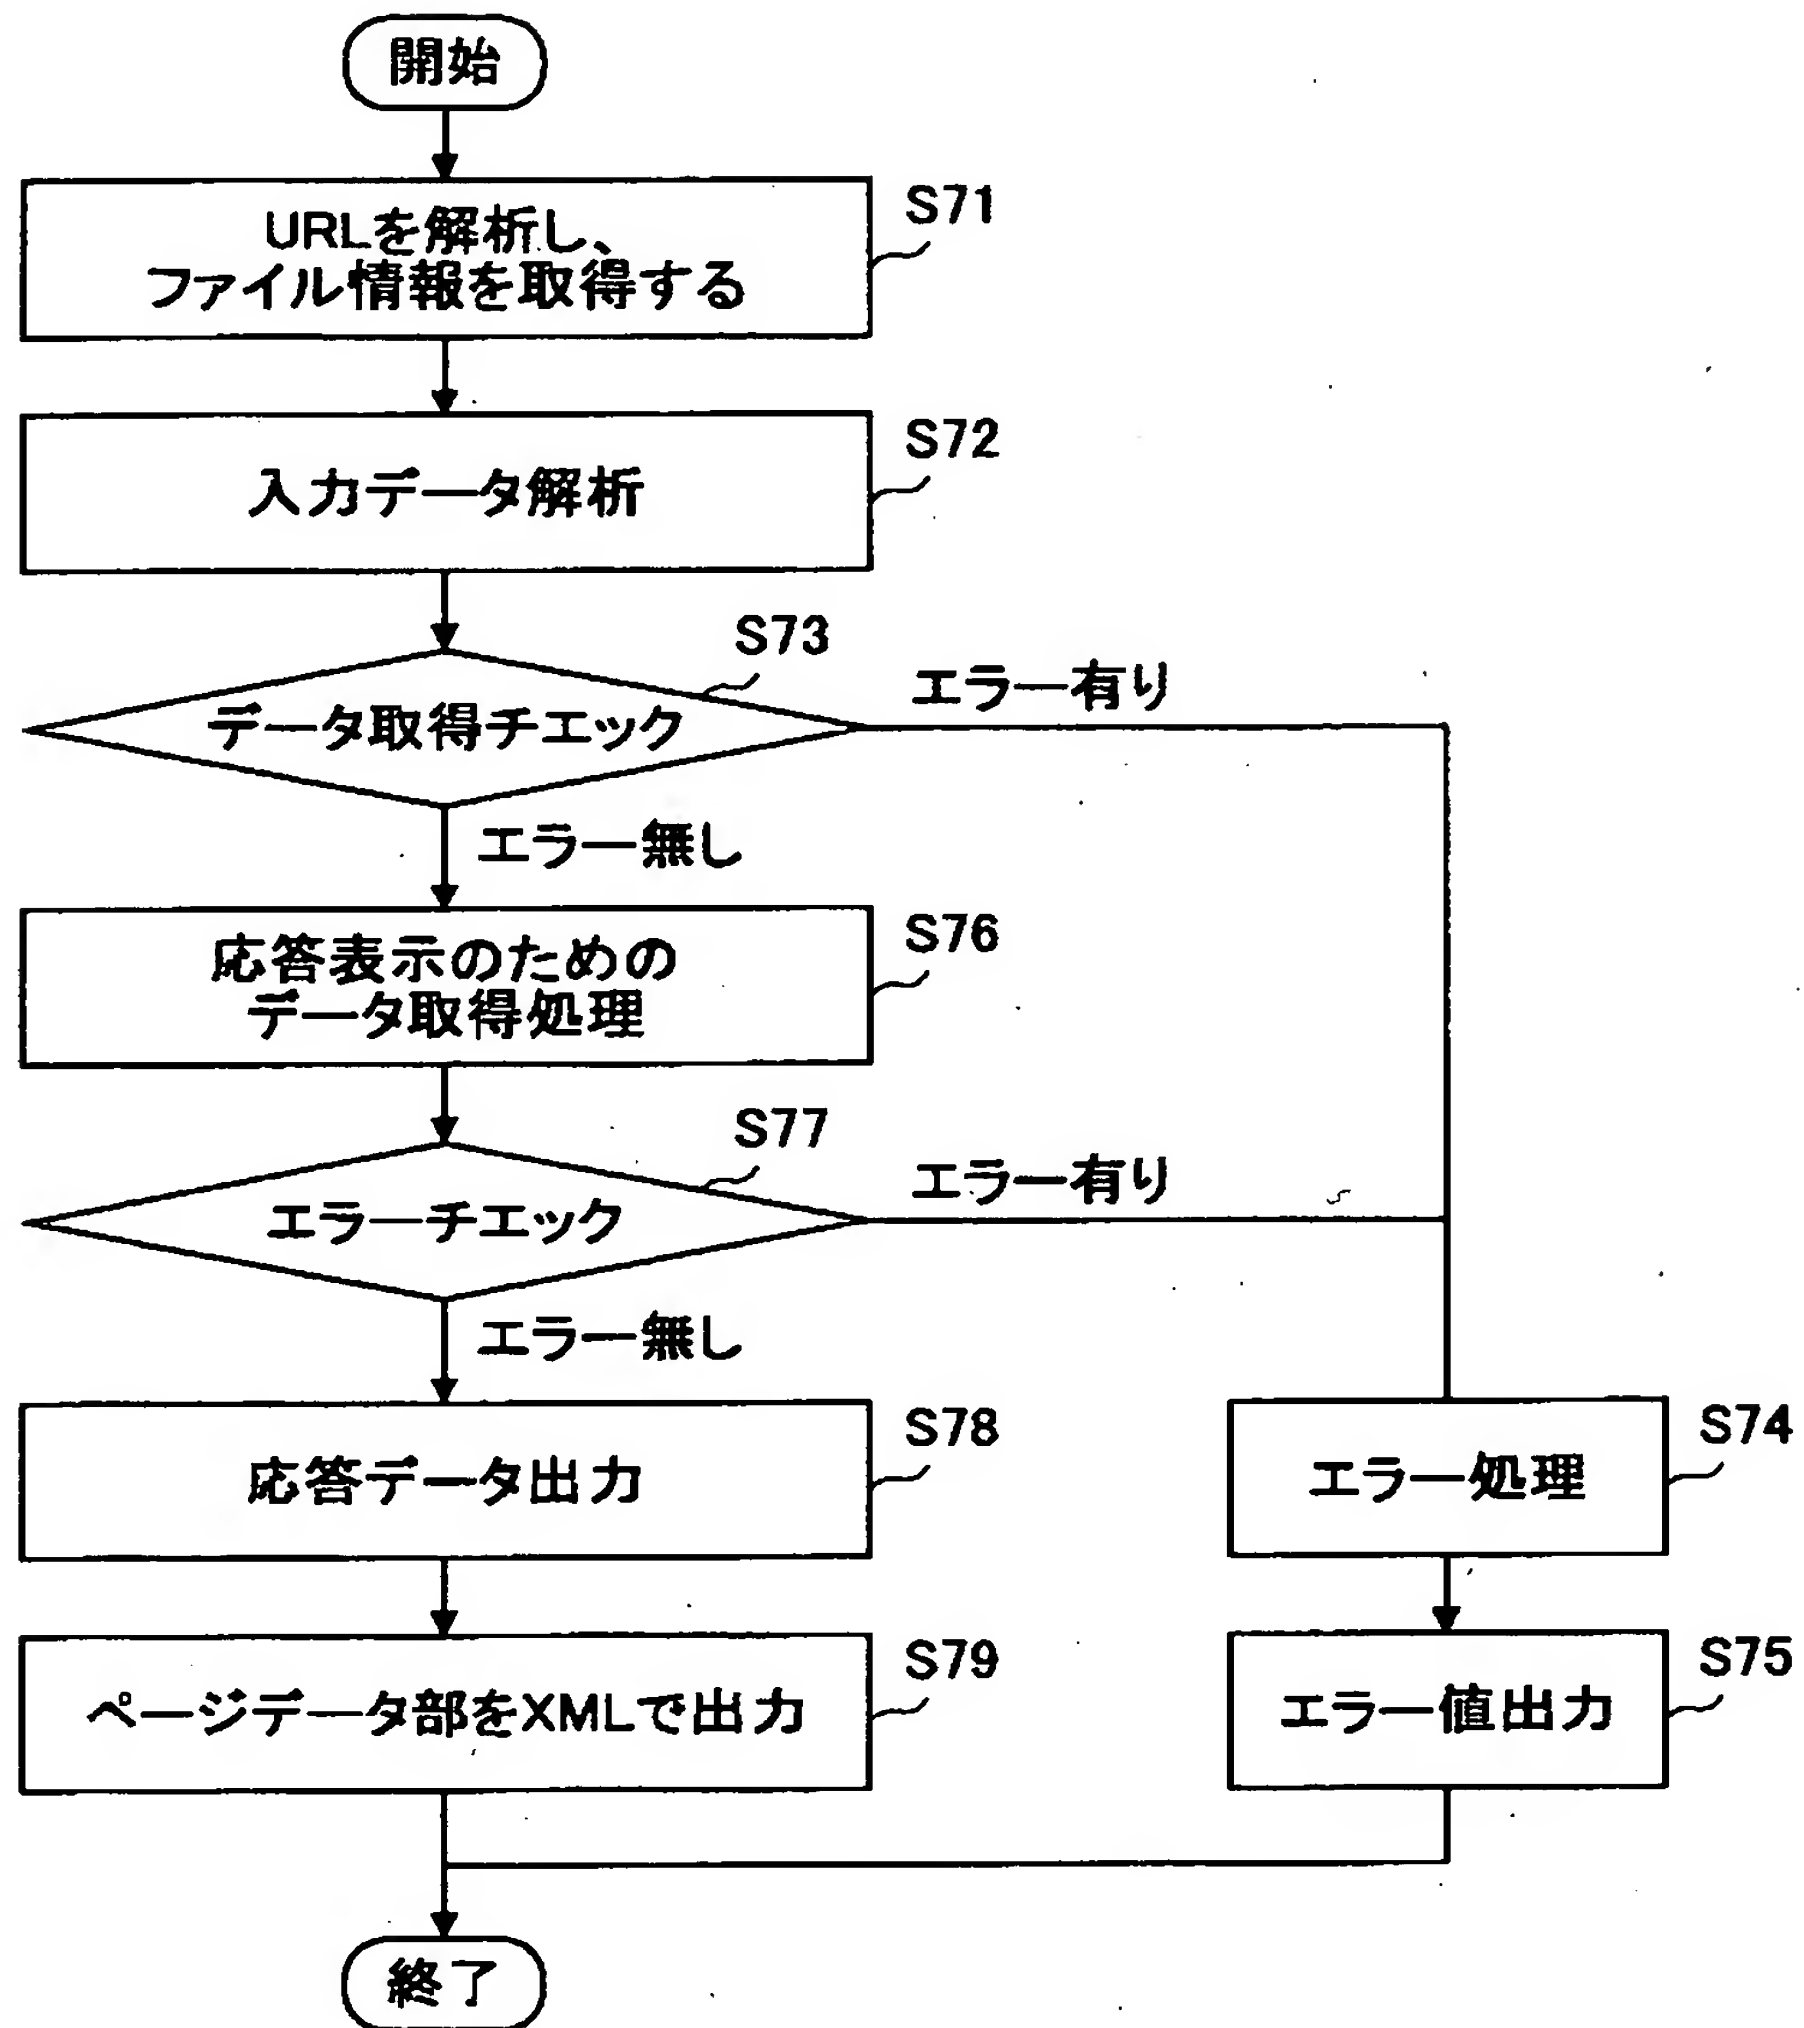 開始
URLを解析し、
ファイル情報を取得する
S71
入力データ解析
S72
S73
データ取得チエック
エラー有り
エラー無し
応答表示のための
データ取得処理
S76
S77
エラーチエック
エラー有り
エラー無し
応答データ出力
S78
エラー処理
S74
ページデータ部をXMLで出力
S79
エラー値出力
S75
終了